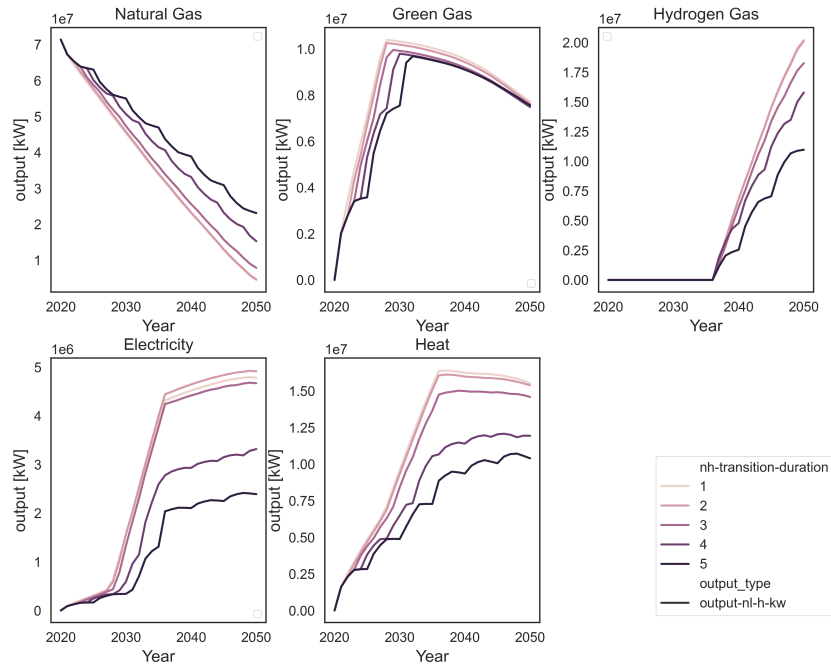 Natural Gas
1e7
output [kW]
7
6
5
4
3
2
1
2020
2030
2040
2050
Year
Green Gas
1e7
output [kW]
1.0
0.8
0.6
0.4
0.2
0.0
2020
2030
2040
2050
Year
Hydrogen Gas
1e7
output [kW]
2.00
1.75
1.50
1.25
1.00
0.75
0.50
0.25
0.00
2020
2030
2040
2050
Year
Electricity
1e6
output [kW]
5
4
3
2
1
0
2020
2030
2040
2050
Year
Heat
1e7
output [kW]
1.50
1.25
1.00
0.75
0.50
0.25
0.00
2020
2030
2040
2050
Year
nh-transition-duration
1
2
3
4
5
output_type
output-nl-h-kw